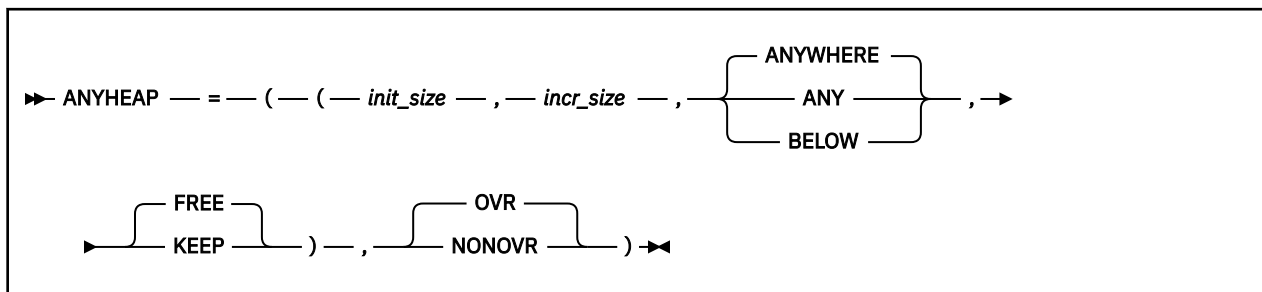 ANYWHERE
ANYHEAP = ( ( init_size , incr_size , ANY ,
BELOW
FREE OVR
KEEP ) , NONOVR )